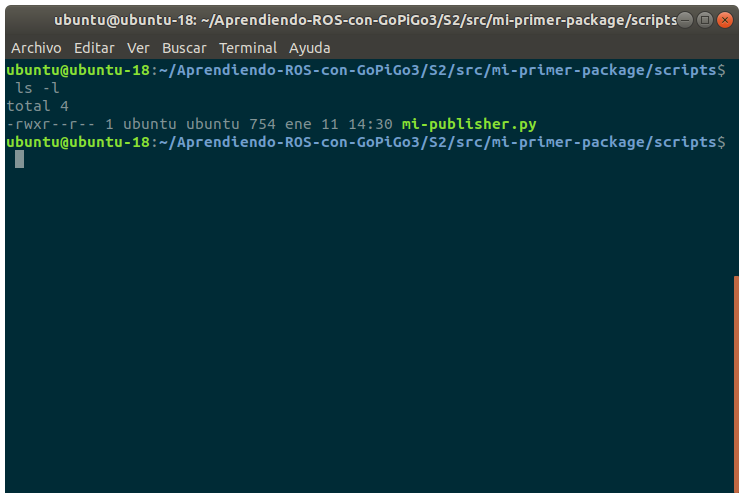 ubuntu@ubuntu-18: ~/Aprendiendo-ROS-con-GoPiGo3/S2/src/mi-primer-package/scripts
Archivo Editar Ver Buscar Terminal Ayuda
ubuntu@ubuntu-18:~/Aprendiendo-ROS-con-GoPiGo3/S2/src/mi-primer-package/scripts$
ls -l
total 4
-rwxr--r-- 1 ubuntu ubuntu 754 ene 11 14:30 mi-publisher.py
ubuntu@ubuntu-18:~/Aprendiendo-ROS-con-GoPiGo3/S2/src/mi-primer-package/scripts$